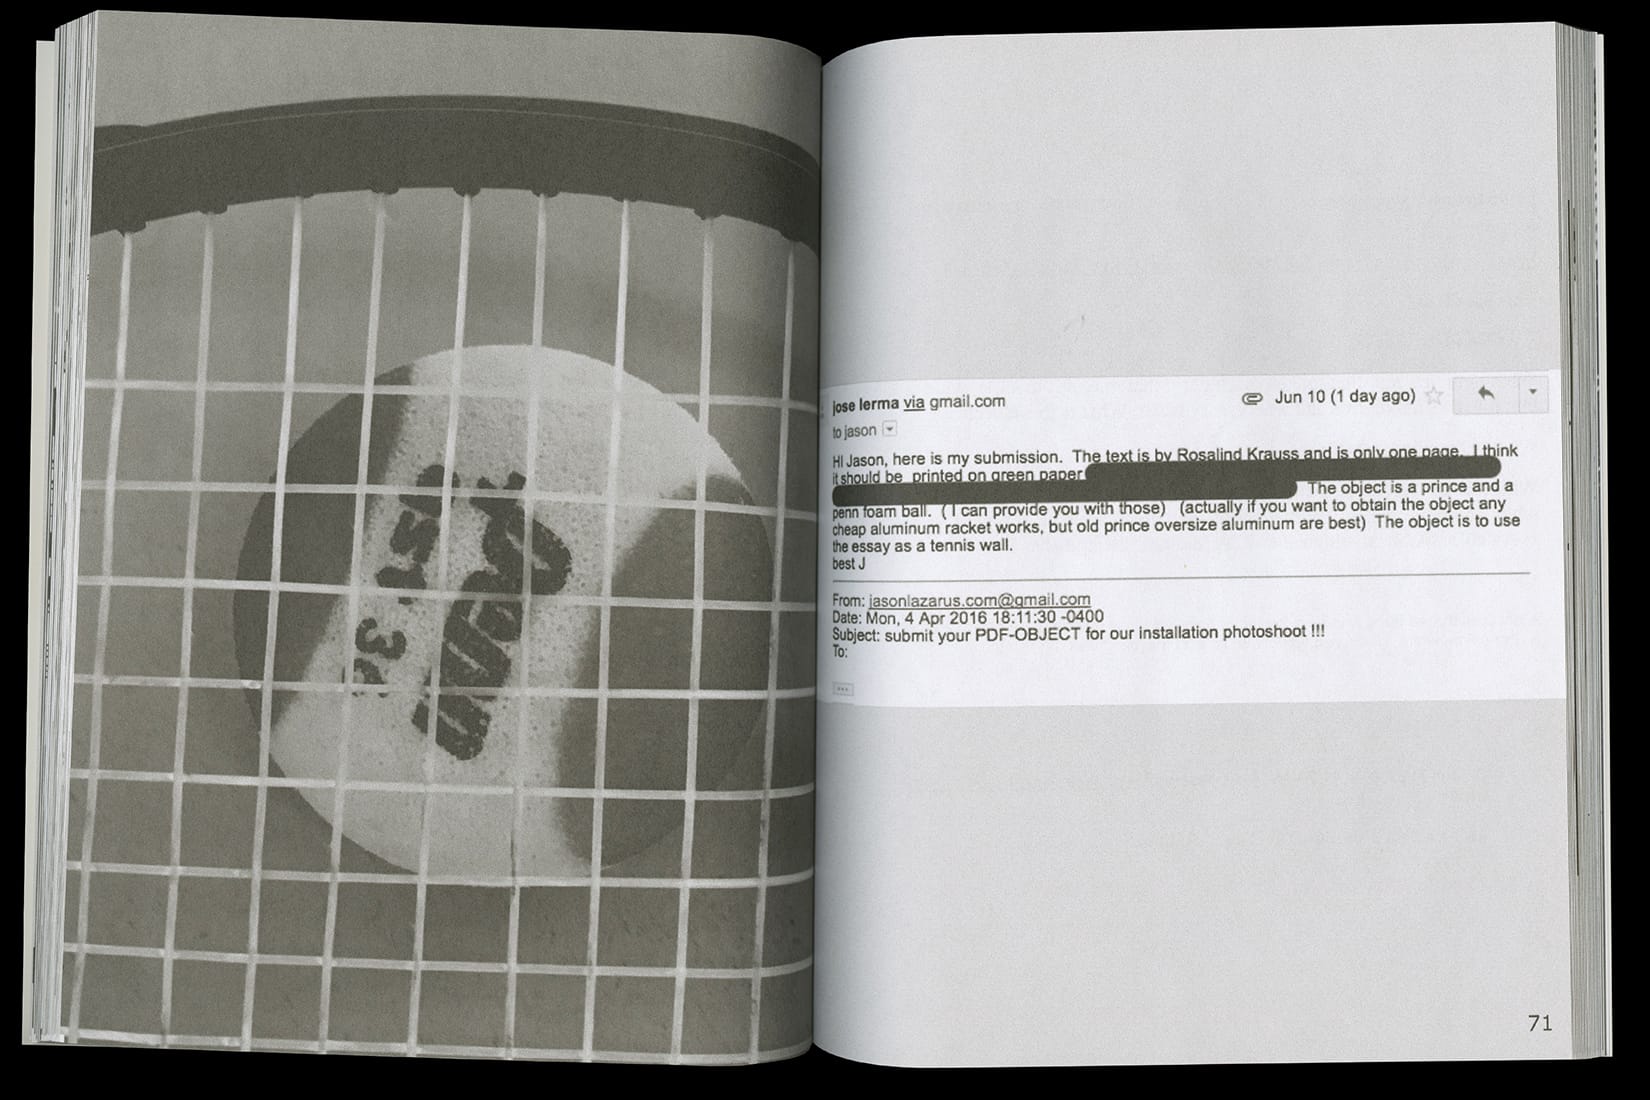 jose lerma via gmail.com
Jun 10 (1 day ago)
to jason
HI Jason, here is my submission. The text is by Rosalind Krauss and is only one page. I think
it should be printed on green paper
The object is a prince and a
penn foam ball. ( I can provide you with those) (actually if you want to obtain the object any
cheap aluminum racket works, but old prince oversize aluminum are best) The object is to use
the essay as a tennis wall.
best J
From: jasonlazarus.com@gmail.com
Date: Mon, 4 Apr 2016 18:11:30 -0400
Subject: submit your PDF-OBJECT for our installation photoshoot !!!
To:
71